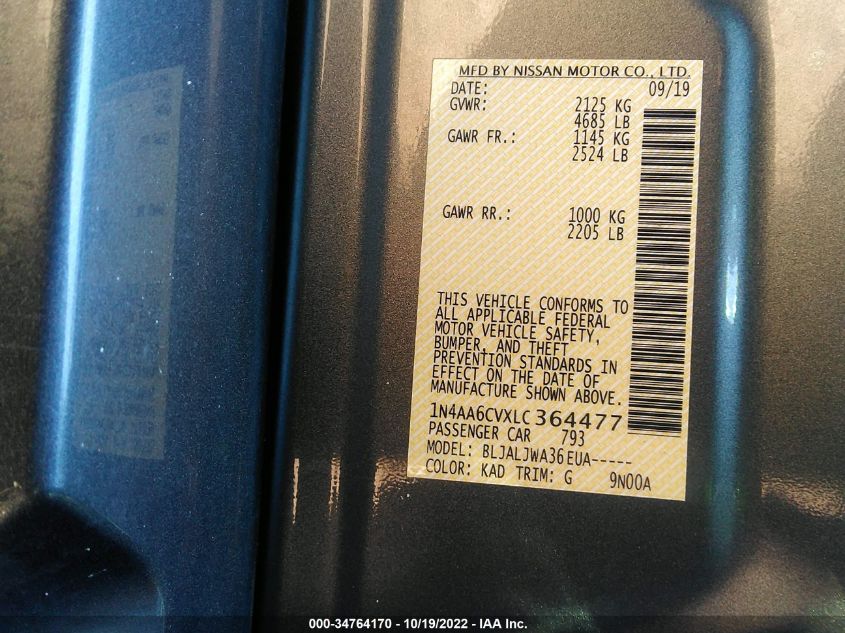 MFD BY NISSAN MOTOR CO., LTD.
DATE: 09/19
GVWR: 2125 KG
4685 LB
GAWR FR.: 1145 KG
2524 LB
GAWR RR.: 1000 KG
2205 LB
THIS VEHICLE CONFORMS TO
ALL APPLICABLE FEDERAL
MOTOR VEHICLE SAFETY,
BUMPER, AND THEFT
PREVENTION STANDARDS IN
EFFECT ON THE DATE OF
MANUFACTURE SHOWN ABOVE.
1N4AA6CVXLC364477
PASSENGER CAR 793
MODEL: BLJALJWA36EUA-----
COLOR: KAD TRIM: G 9N00A
000-34764170 - 10/19/2022 - IAA Inc.